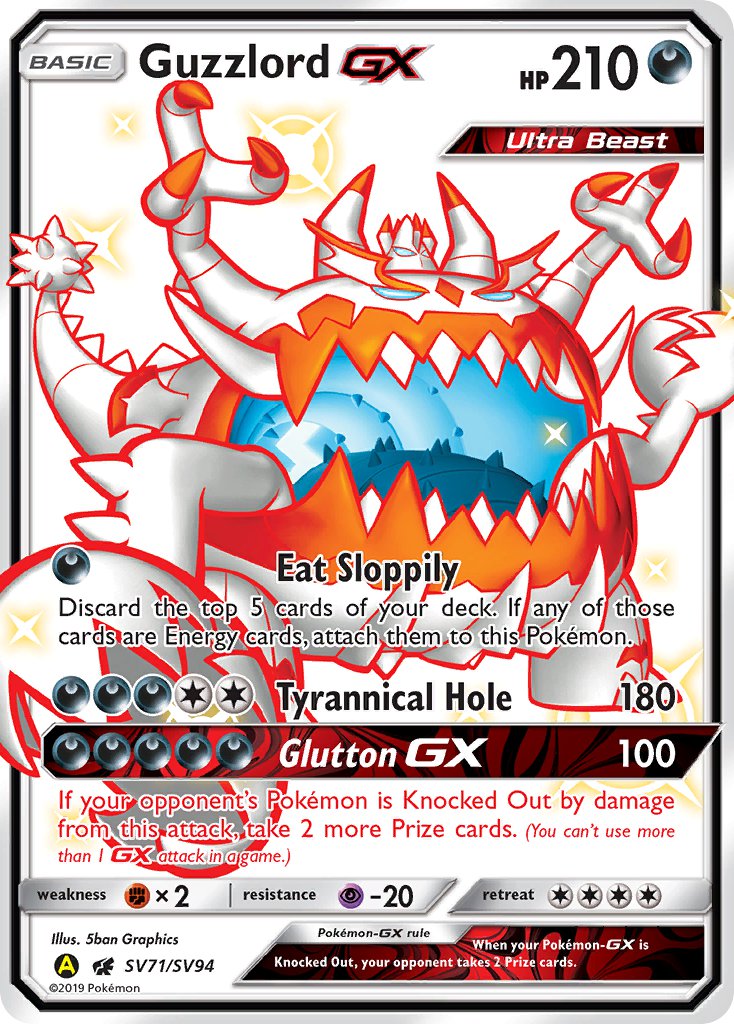 BASIC Guzzlord GX HP210
Ultra Beast
Eat Sloppily
Discard the top 5 cards of your deck. If any of those
cards are Energy cards, attach them to this Pokémon.
Tyrannical Hole 180
Glutton GX 100
If your opponent's Pokémon is Knocked Out by damage
from this attack, take 2 more Prize cards. (You can't use more
than 1 GX attack in a game.)
weakness × 2 resistance -20 retreat
Illus. 5ban Graphics
A SV71/SV94
©2019 Pokémon
Pokémon-GX rule
When your Pokémon-GX is
Knocked Out, your opponent takes 2 Prize cards.